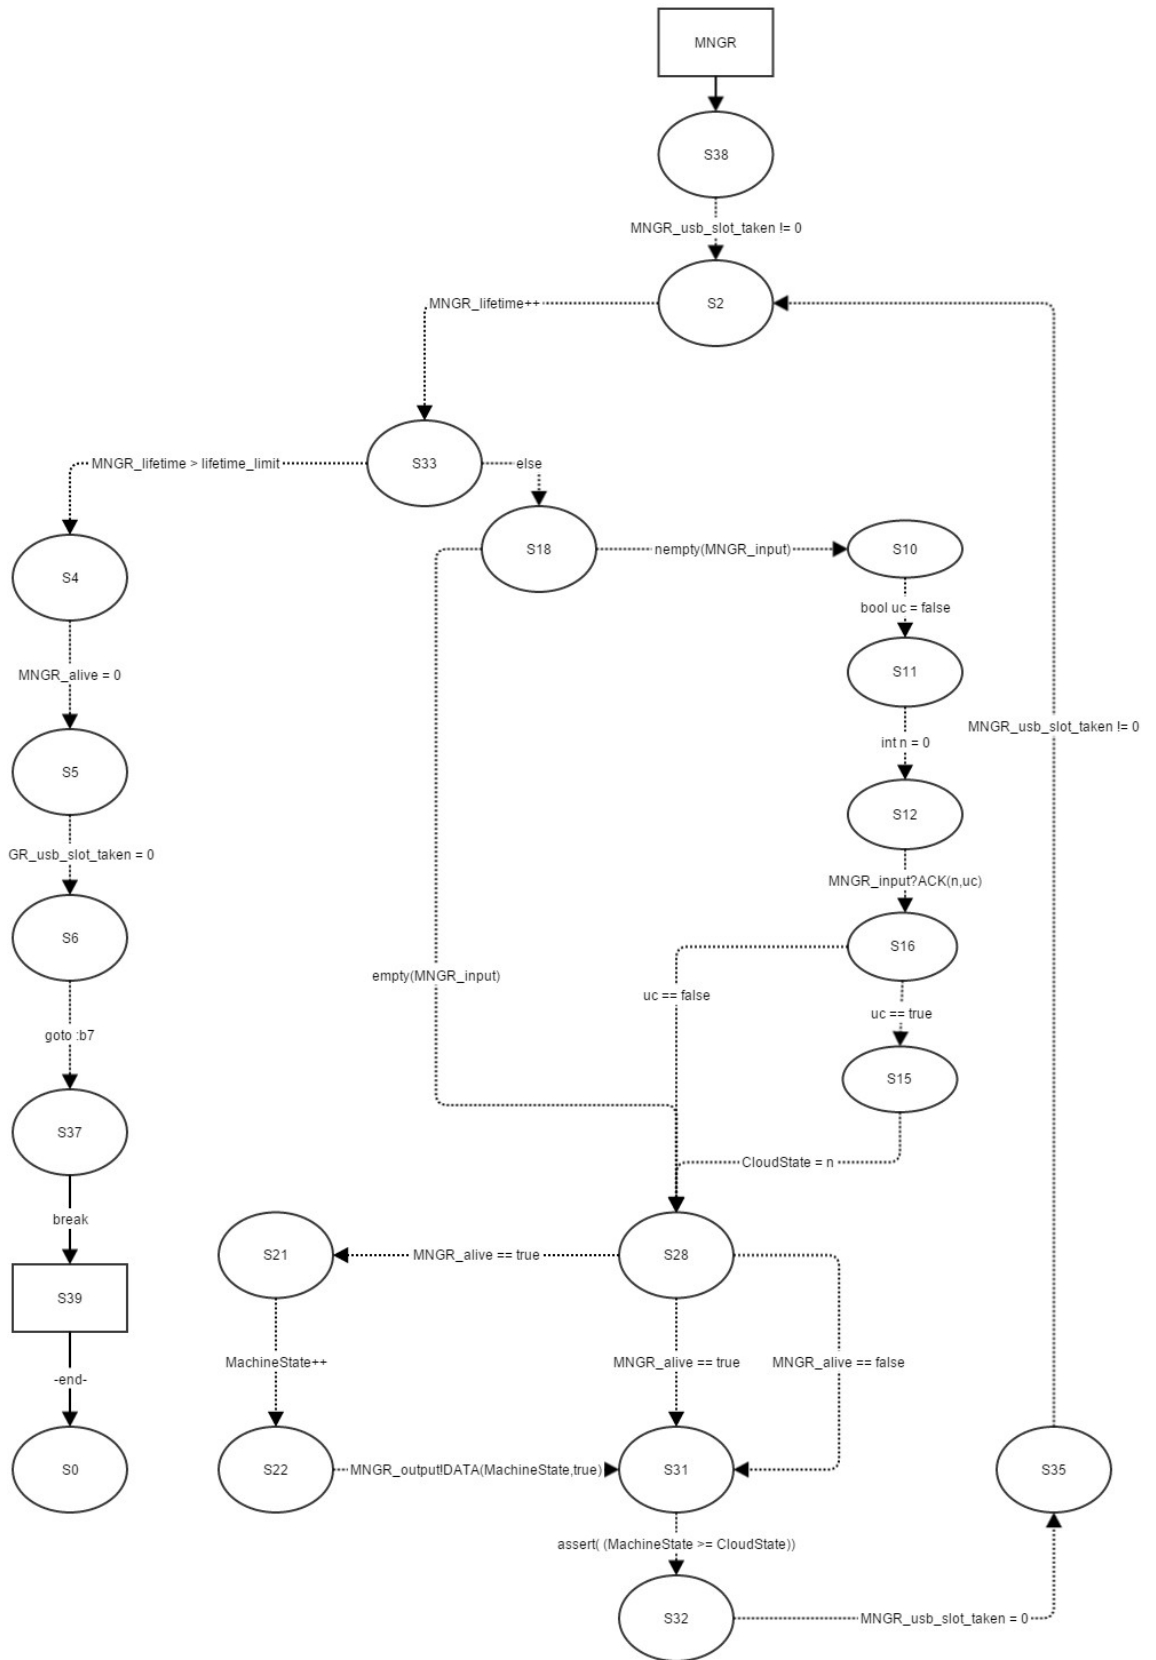 MNGR
S38
MNGR_usb_slot_taken != 0
S2
MNGR_lifetime++
S33
MNGR_lifetime > lifetime_limit
else
S18
nempty(MNGR_input)
S10
S4
bool uc = false
S11
MNGR_alive = 0
int n = 0
MNGR_usb_slot_taken != 0
S5
S12
GR_usb_slot_taken = 0
MNGR_input?ACK(n,uc)
S6
S16
empty(MNGR_input)
uc == false
uc == true
goto :b7
S15
S37
CloudState = n
break
S21
MNGR_alive == true
S28
S39
MachineState++
MNGR_alive == true
MNGR_alive == false
-end-
S0
S22
MNGR_output!DATA(MachineState,true)
S31
S35
assert( (MachineState >= CloudState))
S32
MNGR_usb_slot_taken = 0